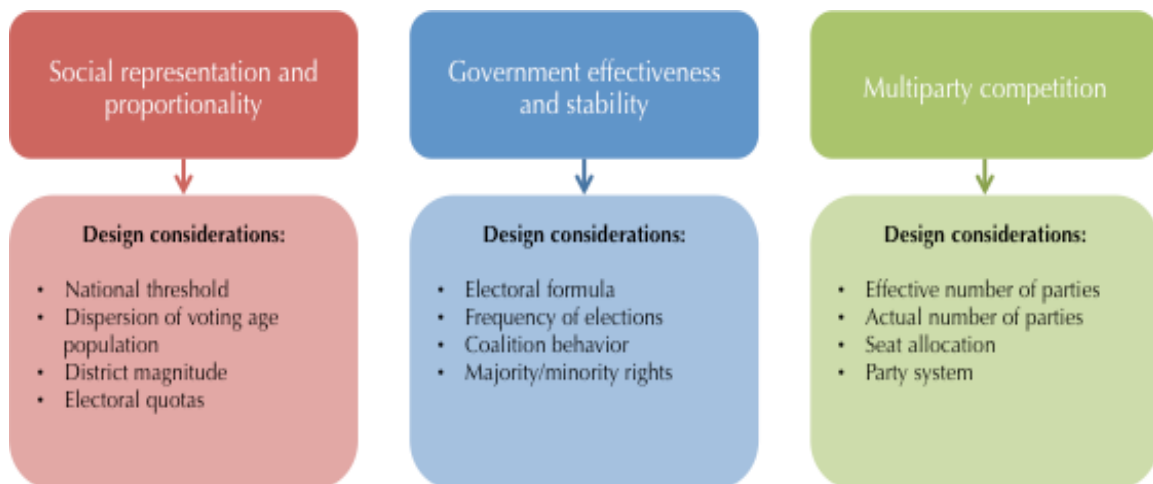 Social representation and
proportionality
Design considerations:
• National threshold
• Dispersion of voting age
population
• District magnitude
• Electoral quotas
Government effectiveness
and stability
Design considerations:
• Electoral formula
• Frequency of elections
• Coalition behavior
• Majority/minority rights
Multiparty competition
Design considerations:
• Effective number of parties
• Actual number of parties
• Seat allocation
• Party system